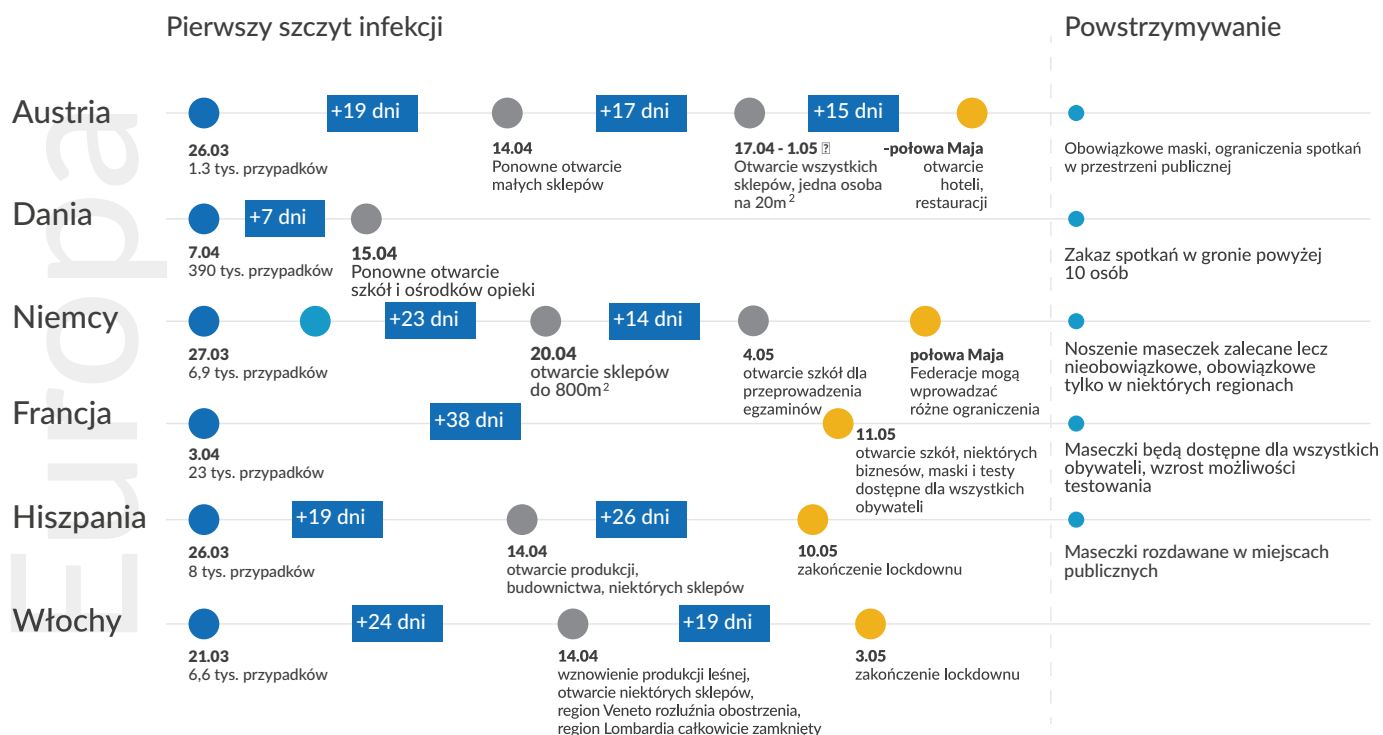 Pierwszy szczyt infekcji
Powstrzymywanie
Europa
Austria
+19 dni
+17 dni
+15 dni
26.03
1.3 tys. przypadków
14.04
Ponowne otwarcie
małych sklepów
17.04 - 1.05
Otwarcie wszystkich
sklepów, jedna osoba
na 20m²
-połowa Maja
otwarcie
hoteli,
restauracji
Obowiązkowe maski, ograniczenia spotkań
w przestrzeni publicznej
Dania
+7 dni
7.04
390 tys. przypadków
15.04
Ponowne otwarcie
szkół i ośrodków opieki
Zakaz spotkań w gronie powyżej
10 osób
Niemcy
+23 dni
+14 dni
27.03
6,9 tys. przypadków
20.04
otwarcie sklepów
do 800m²
4.05
otwarcie szkół dla
przeprowadzenia
egzaminów
połowa Maja
Federacje mogą
wprowadzać
różne ograniczenia
Noszenie maseczek zalecane lecz
nieobowiązkowe, obowiązkowe
tylko w niektórych regionach
Francja
+38 dni
3.04
23 tys. przypadków
11.05
otwarcie szkół, niektórych
biznesów, maski i testy
dostępne dla wszystkich
obywateli
Maseczki będą dostępne dla wszystkich
obywateli, wzrost możliwości
testowania
Hiszpania
+19 dni
+26 dni
26.03
8 tys. przypadków
14.04
otwarcie produkcji,
budownictwa, niektórych sklepów
10.05
zakończenie lockdownu
Maseczki rozdawane w miejscach
publicznych
Włochy
+24 dni
+19 dni
21.03
6,6 tys. przypadków
14.04
wznowienie produkcji leśnej,
otwarcie niektórych sklepów,
region Veneto rozluźnia obostrzenia,
region Lombardia całkowicie zamknięty
3.05
zakończenie lockdownu